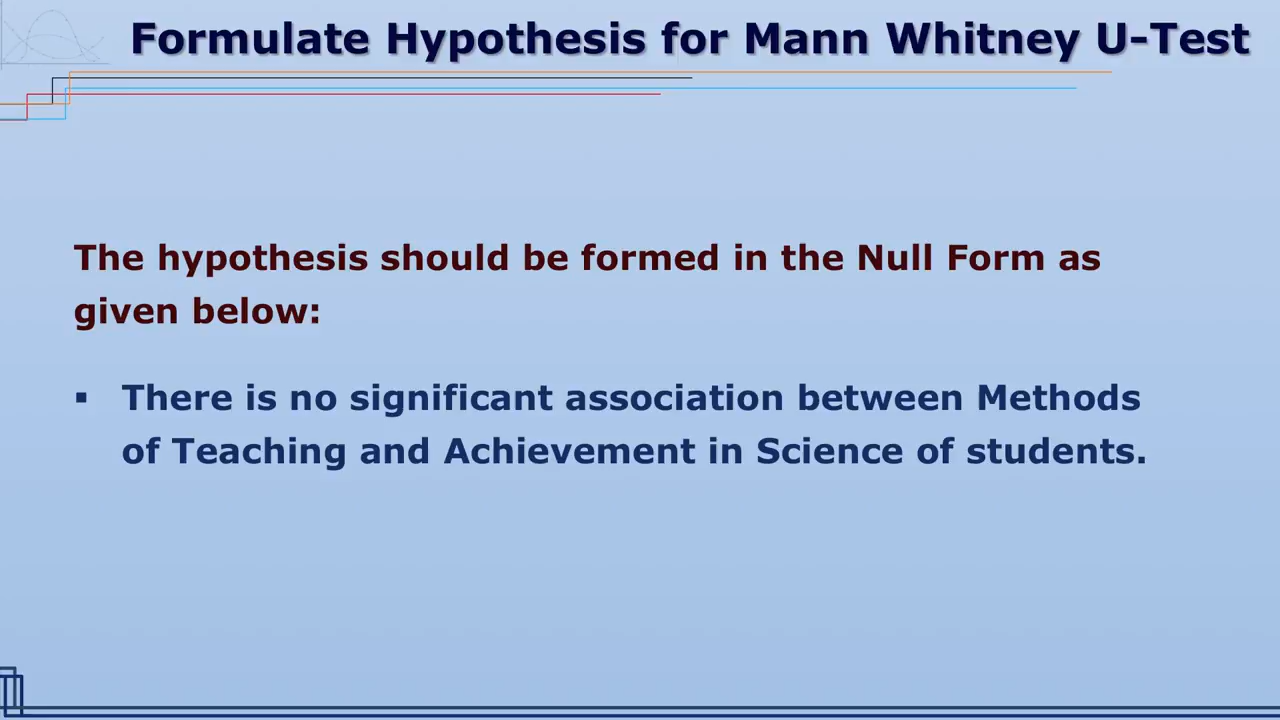 Formulate Hypothesis for Mann Whitney U-Test
The hypothesis should be formed in the Null Form as
given below:
▪ There is no significant association between Methods
of Teaching and Achievement in Science of students.